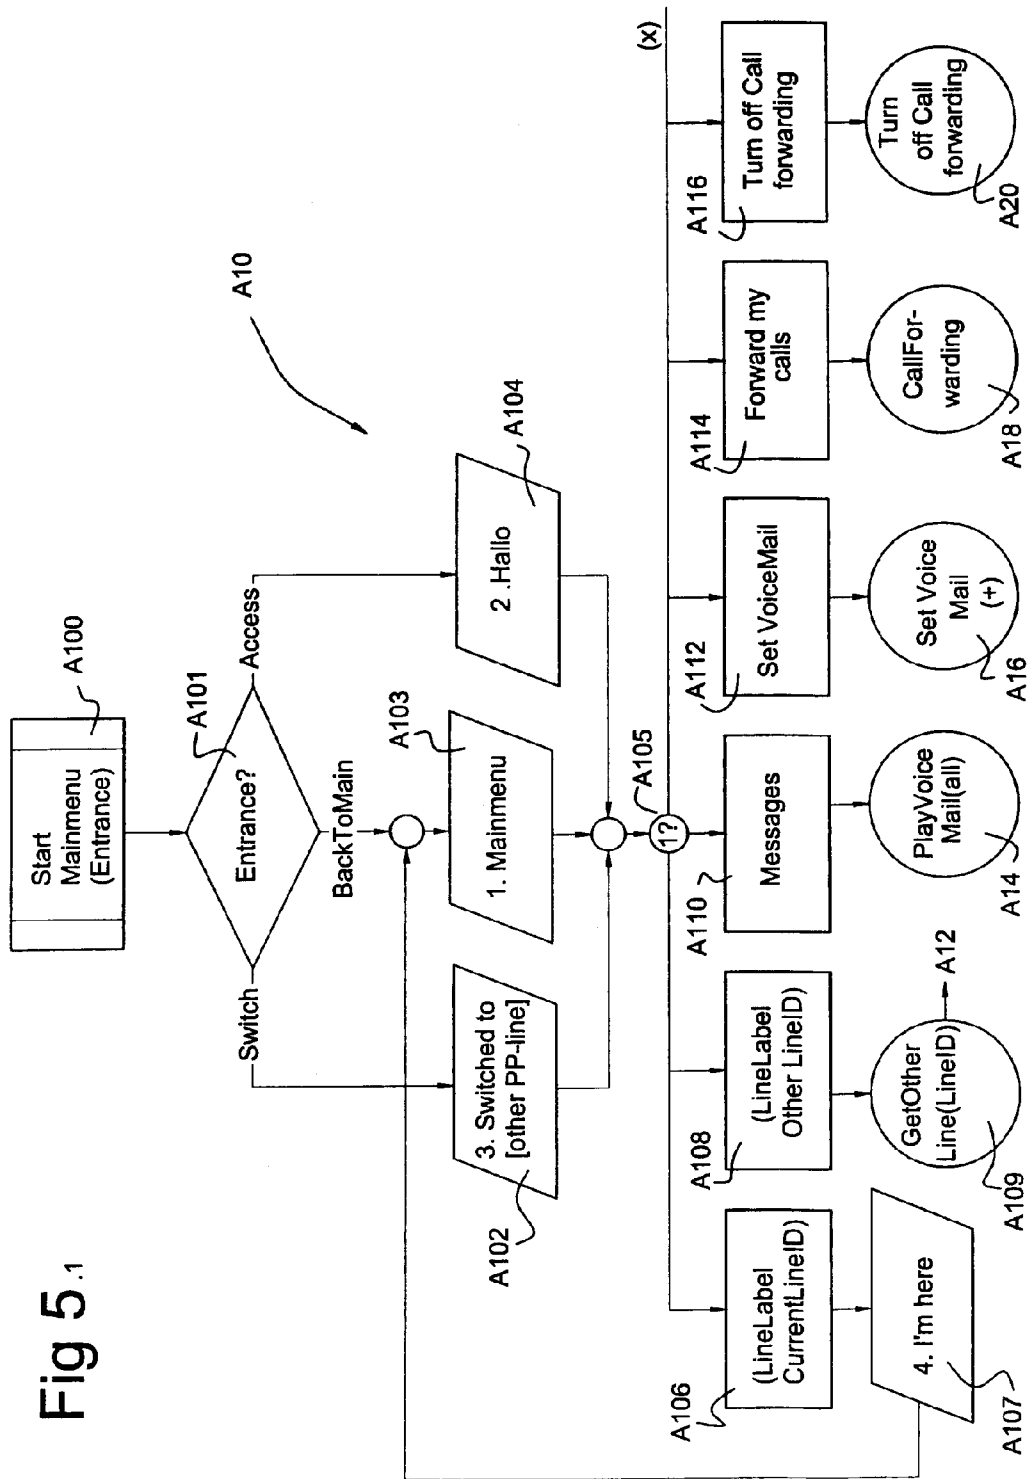 Fig 5.1
Start
Mainmenu
(Entrance)
A100
A10
Entrance?
A101
Switch
BackToMain
Access
3. Switched to
[other PP-line]
A102
1. Mainmenu
A103
2 .Hallo
A104
1?
A105
(x)
(LineLabel
CurrentLineID)
A106
(LineLabel
Other LineID)
A108
Messages
A110
Set VoiceMail
A112
Forward my
calls
A114
Turn off Call
forwarding
A116
4. I'm here
A107
GetOther
Line(LineID)
A109
A12
PlayVoice
Mail(all)
A14
Set Voice
Mail
(+)
A16
CallFor-
warding
A18
Turn
off Call
forwarding
A20